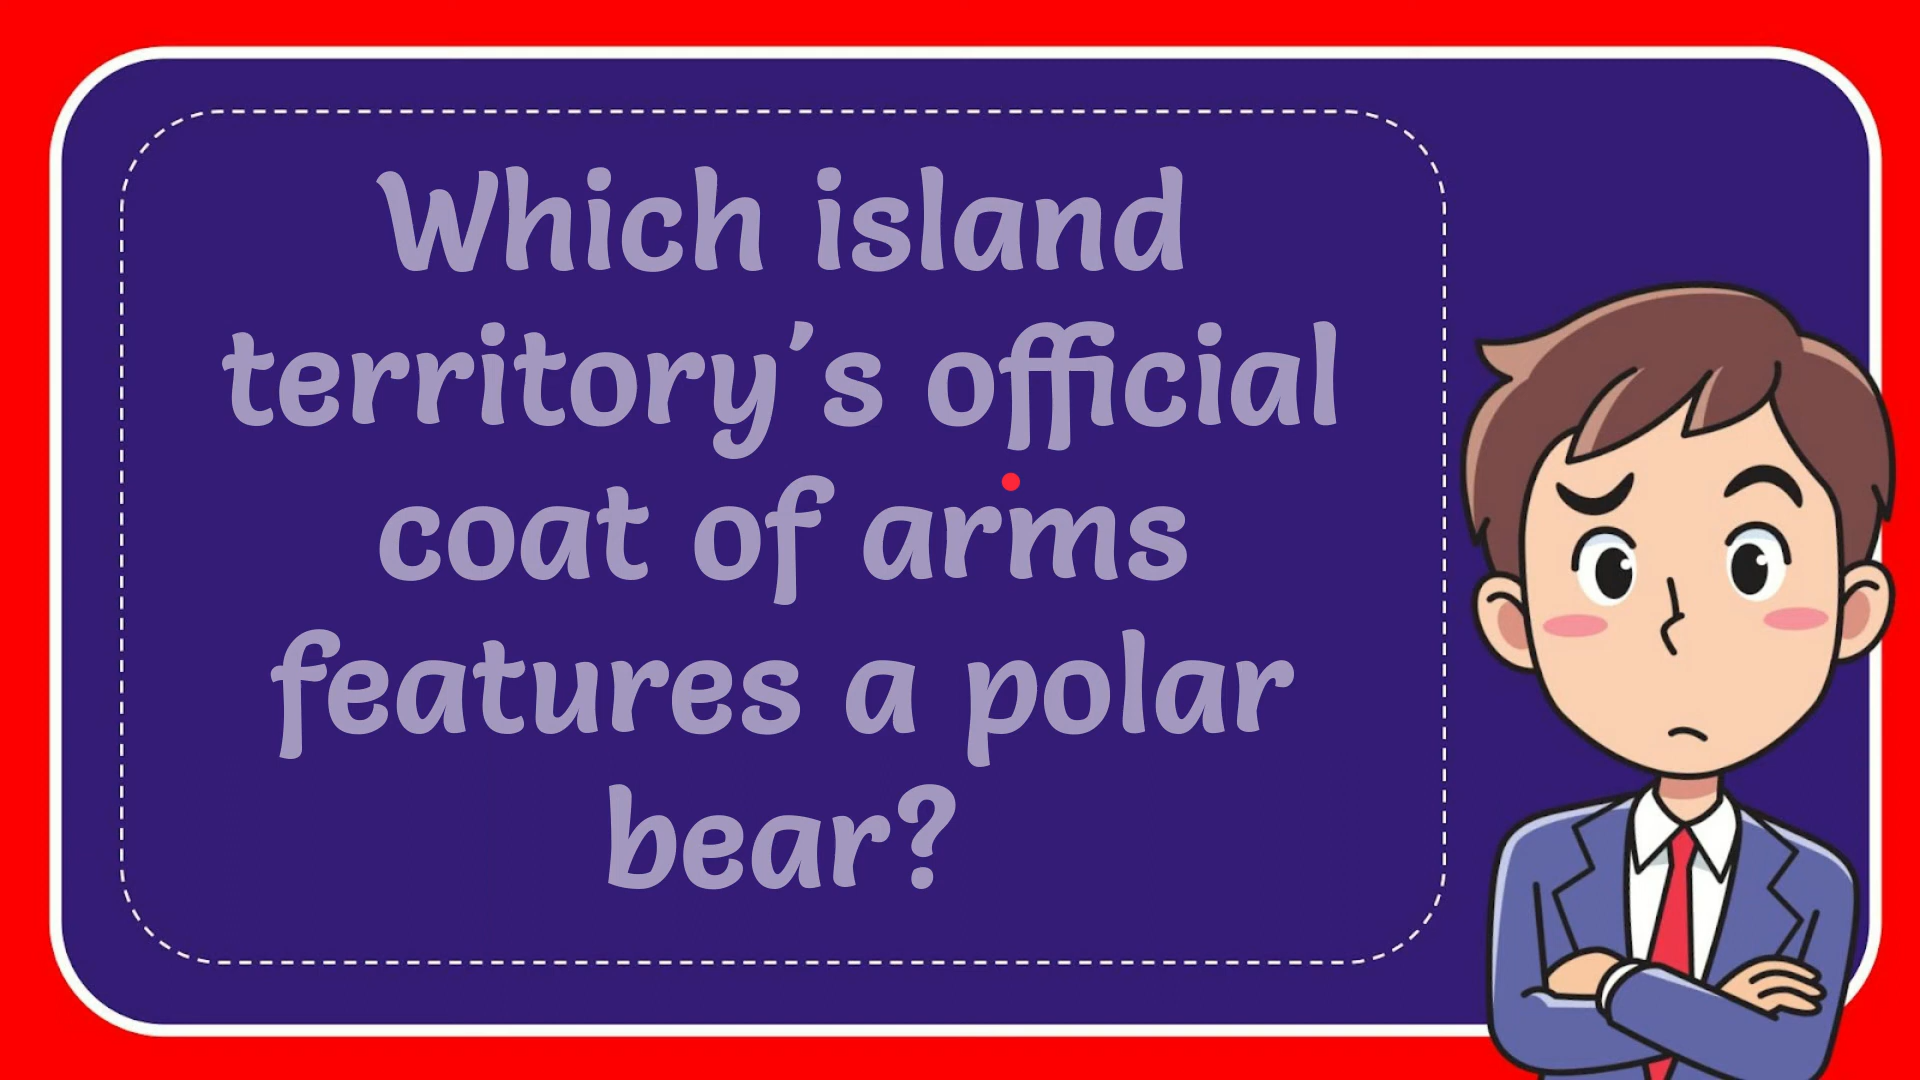 Which island
territory's official
coat of arms
features a polar
bear?